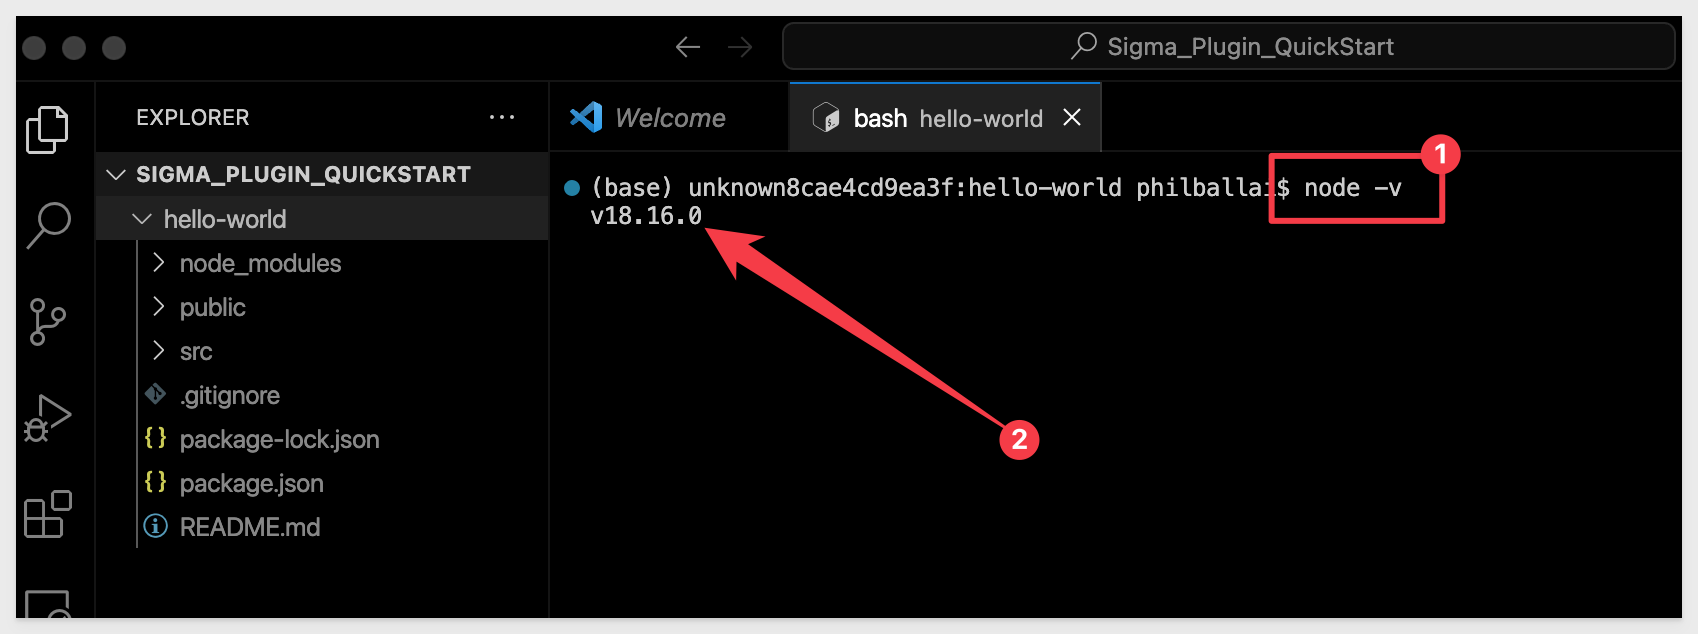 Sigma_Plugin_QuickStart
EXPLORER
Welcome
bash hello-world
SIGMA_PLUGIN_QUICKSTART
hello-world
node_modules
public
src
.gitignore
package-lock.json
package.json
README.md
(base) unknown8cae4cd9ea3f:hello-world philballai$ node -v
v18.16.0
1
2